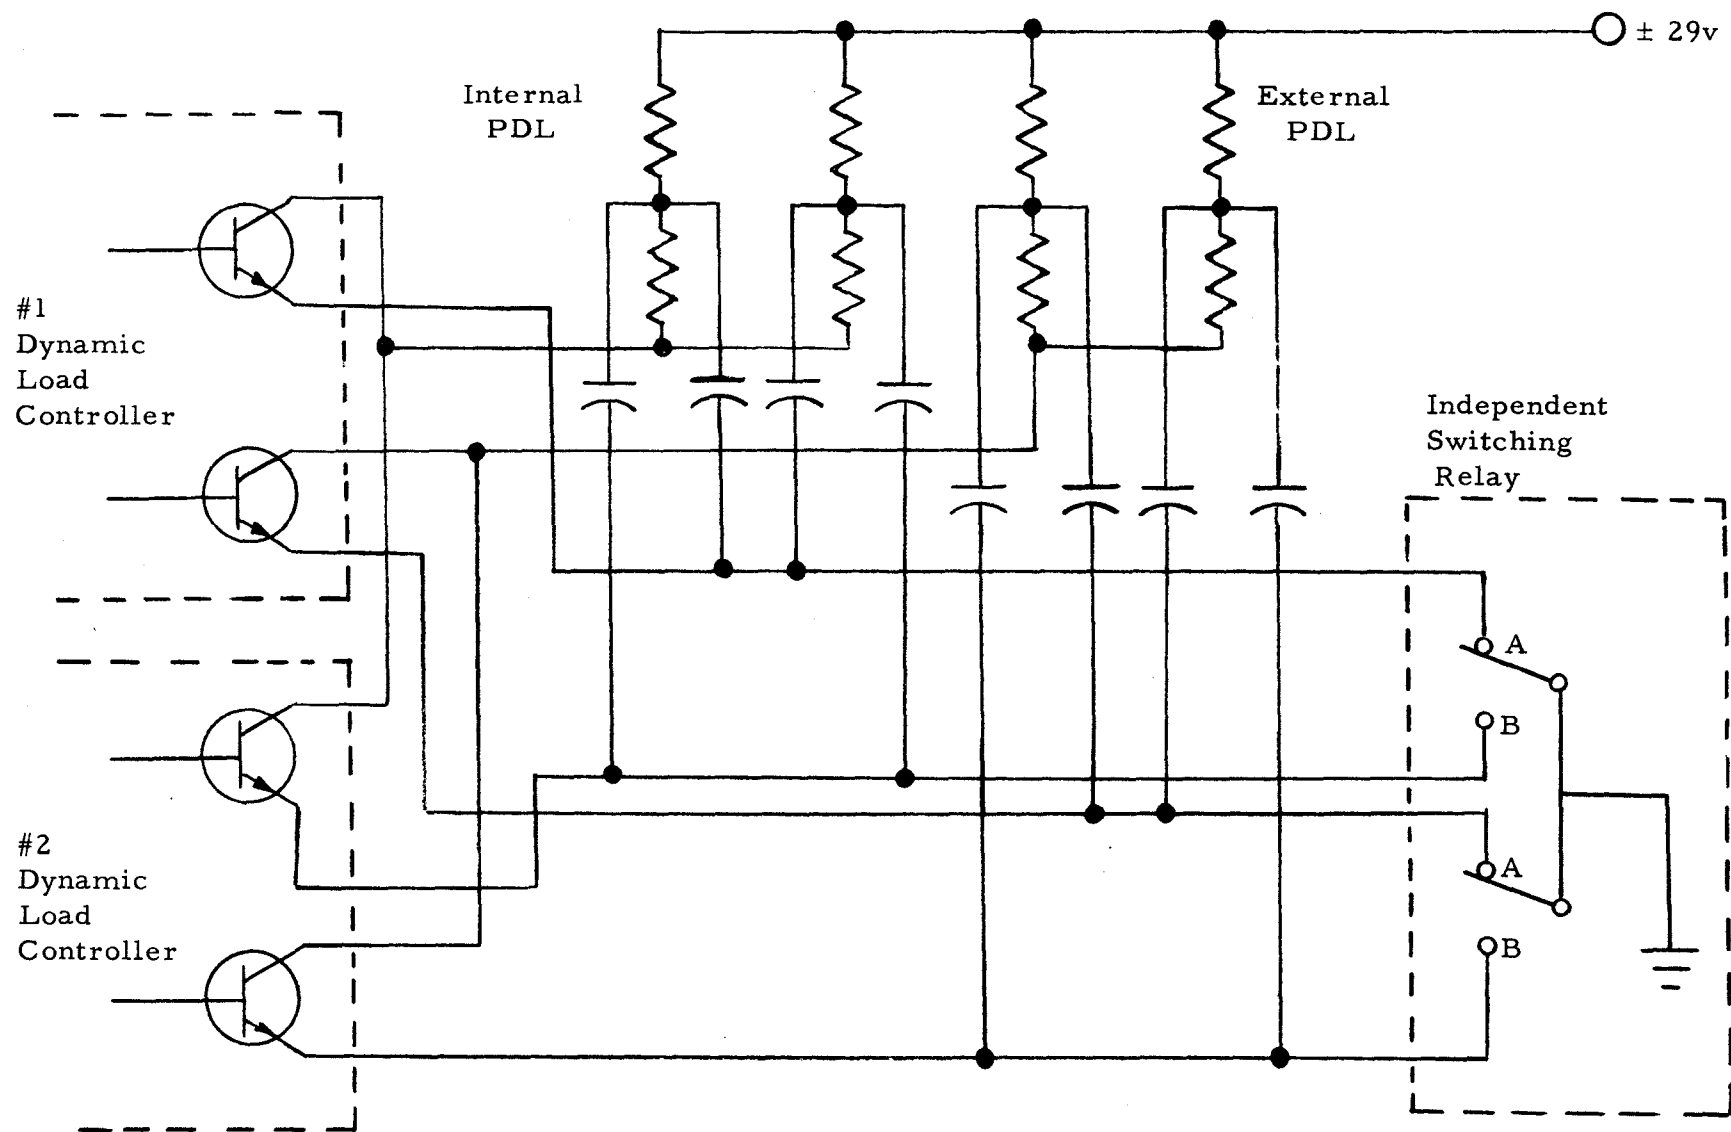 ± 29v
Internal
PDL
External
PDL
#1
Dynamic
Load
Controller
Independent
Switching
Relay
A
B
A
B
#2
Dynamic
Load
Controller